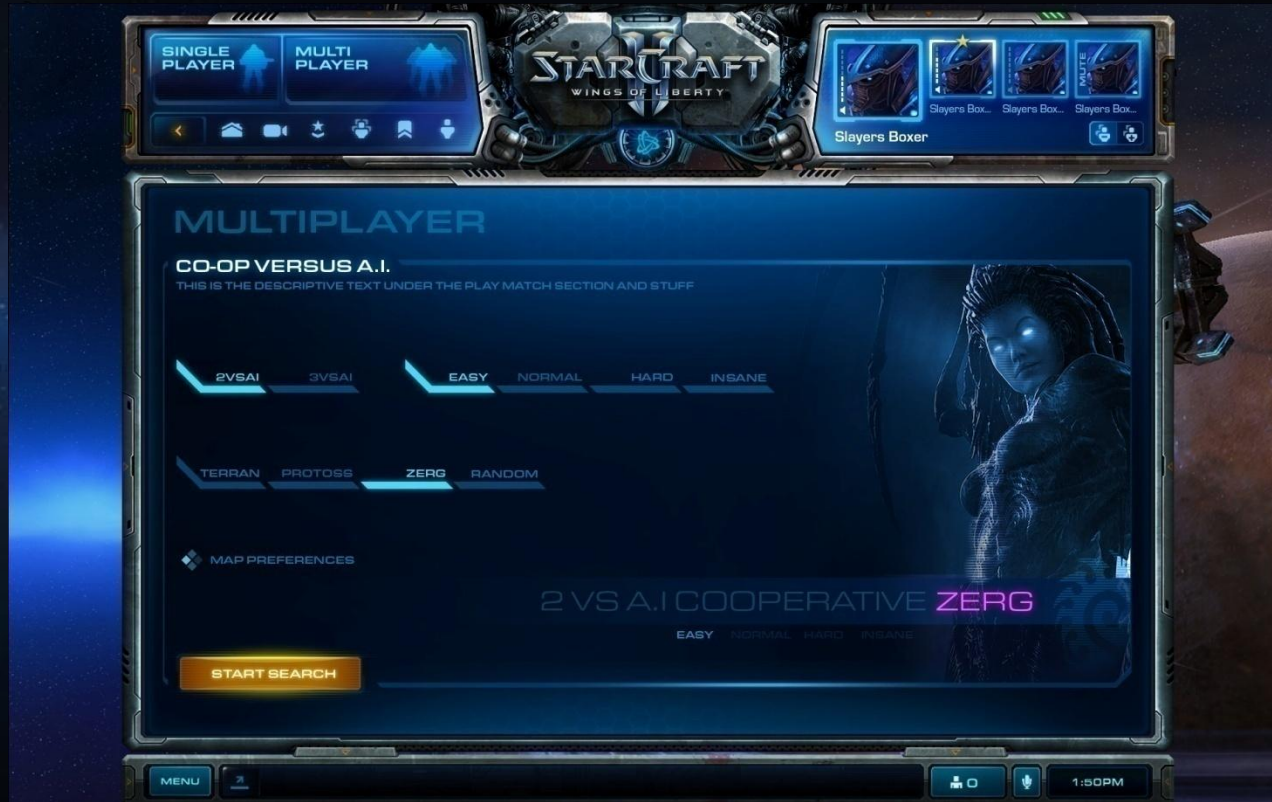 SINGLE
PLAYER
MULTI
PLAYER
STARCRAFT
II
WINGS OF LIBERTY
MUTE
Slayers Box... Slayers Box... Slayers Box...
Slayers Boxer
MULTIPLAYER
CO-OP VERSUS A.I.
THIS IS THE DESCRIPTIVE TEXT UNDER THE PLAY MATCH SECTION AND STUFF
2VSAI 3VSAI EASY NORMAL HARD INSANE
TERRAN PROTOSS ZERG RANDOM
MAP PREFERENCES
2 VS A.I COOPERATIVE ZERG
EASY NORMAL HARD INSANE
START SEARCH
MENU 0 1:50PM